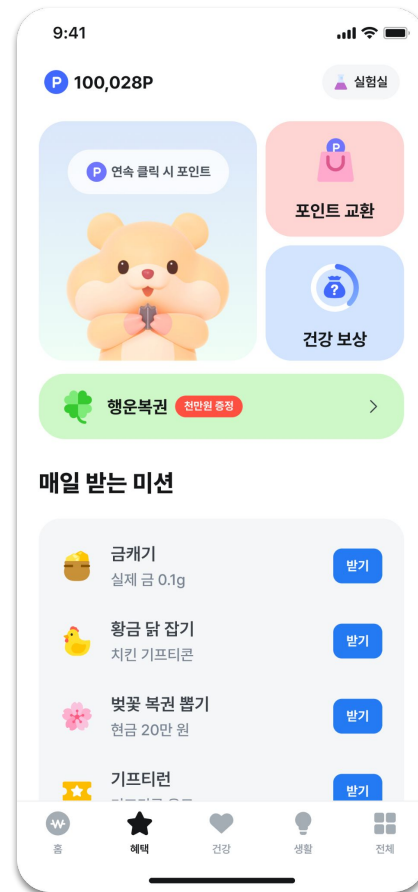 9:41
P 100,028P
실험실
P 연속 클릭 시 포인트
P
포인트 교환
?
건강 보상
행운복권 천만원 증정
매일 받는 미션
금캐기
실제 금 0.1g
받기
황금 닭 잡기
치킨 기프티콘
받기
벚꽃 복권 뽑기
현금 20만 원
받기
기프티런
받기
홈
혜택
건강
생활
전체